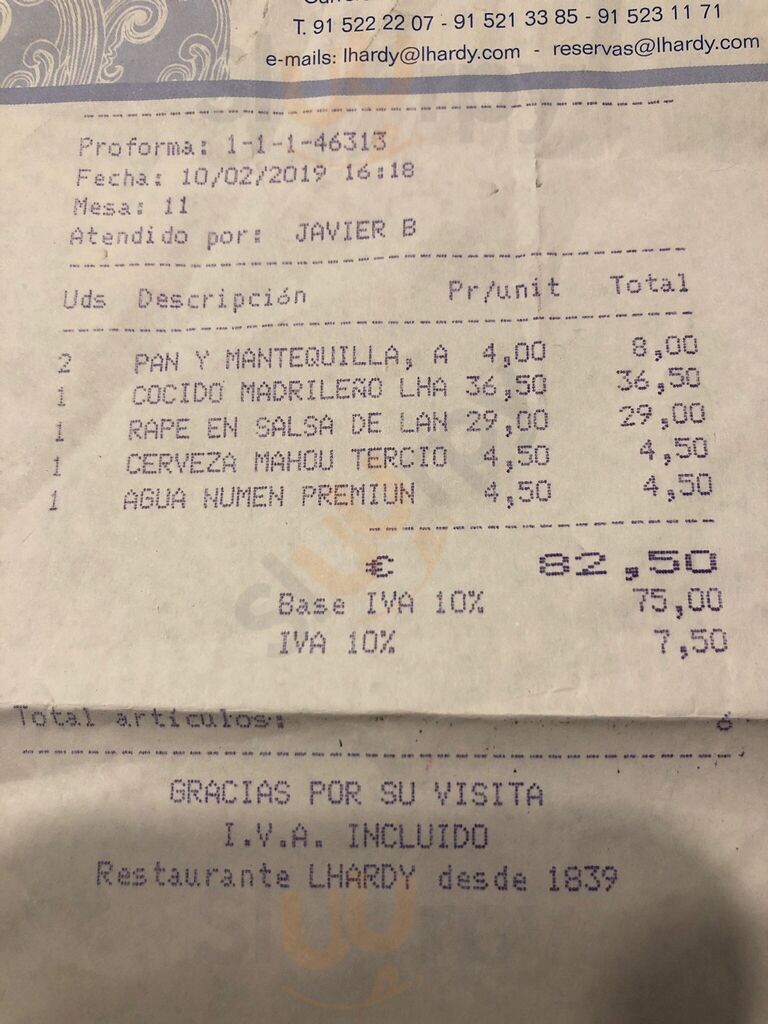 T. 91 522 22 07 - 91 521 33 85 - 91 523 11 71
e-mails: lhardy@lhardy.com - reservas@lhardy.com
Proforma: 1-1-1-46313
Fecha: 10/02/2019 16:18
Mesa: 11
Atendido por: JAVIER B
Uds Descripción Pr/unit Total
2 PAN Y MANTEQUILLA, A 4,00 8,00
1 COCIDO MADRILEÑO LHA 36,50 36,50
1 RAPE EN SALSA DE LAN 29,00 29,00
1 CERVEZA MAHOU TERCIO 4,50 4,50
1 AGUA NUMEN PREMIUN 4,50 4,50
€ 82,50
Base IVA 10% 75,00
IVA 10% 7,50
Total artículos: 6
GRACIAS POR SU VISITA
I.V.A. INCLUIDO
Restaurante LHARDY desde 1839